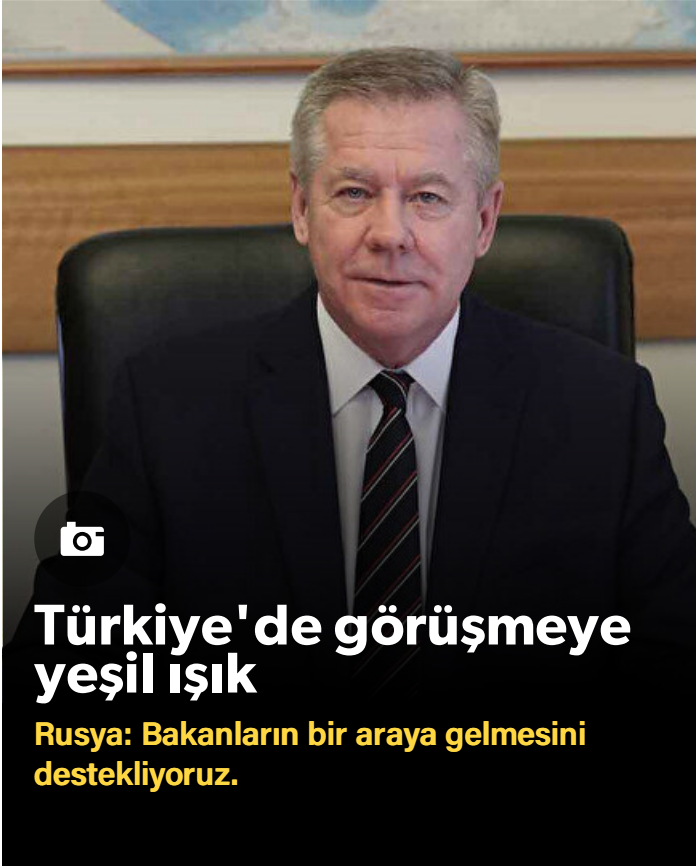 Türkiye'de görüşmeye
yeşil ışık
Rusya: Bakanların bir araya gelmesini
destekliyoruz.